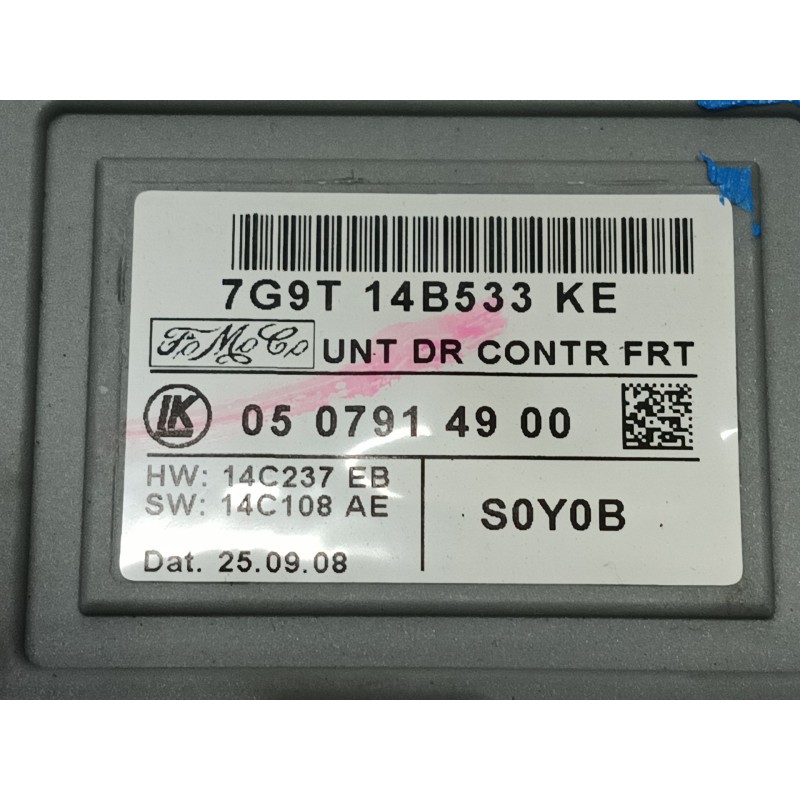 7G9T 14B533 KE
FoMoCo UNT DR CONTR FRT
LK 05 0791 49 00
HW: 14C237 EB
SW: 14C108 AE
S0Y0B
Dat. 25.09.08